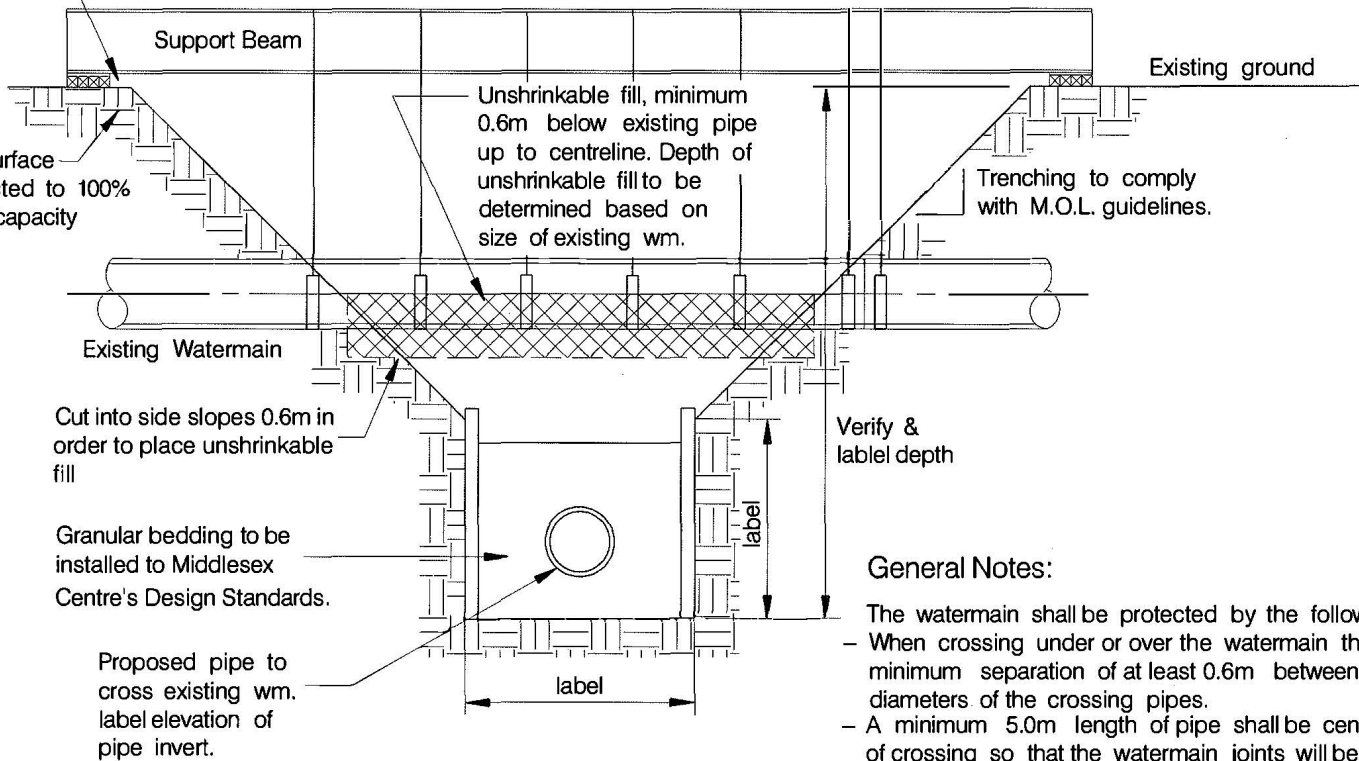 Support Beam
Existing ground
Unshrinkable fill, minimum
0.6m below existing pipe
up to centreline. Depth of
unshrinkable fill to be
determined based on
size of existing wm.
to 100%
capacity
Trenching to comply
with M.O.L. guidelines.
Existing Watermain
Cut into side slopes 0.6m in
order to place unshrinkable
fill
Verify &
lablel depth
label
Granular bedding to be
installed to Middlesex
Centre's Design Standards.
Proposed pipe to
cross existing wm.
label elevation of
pipe invert.
label
General Notes:
The watermain shall be protected by the follow
– When crossing under or over the watermain th
minimum separation of at least 0.6m between
diameters of the crossing pipes.
– A minimum 5.0m length of pipe shall be cen
of crossing so that the watermain joints will be